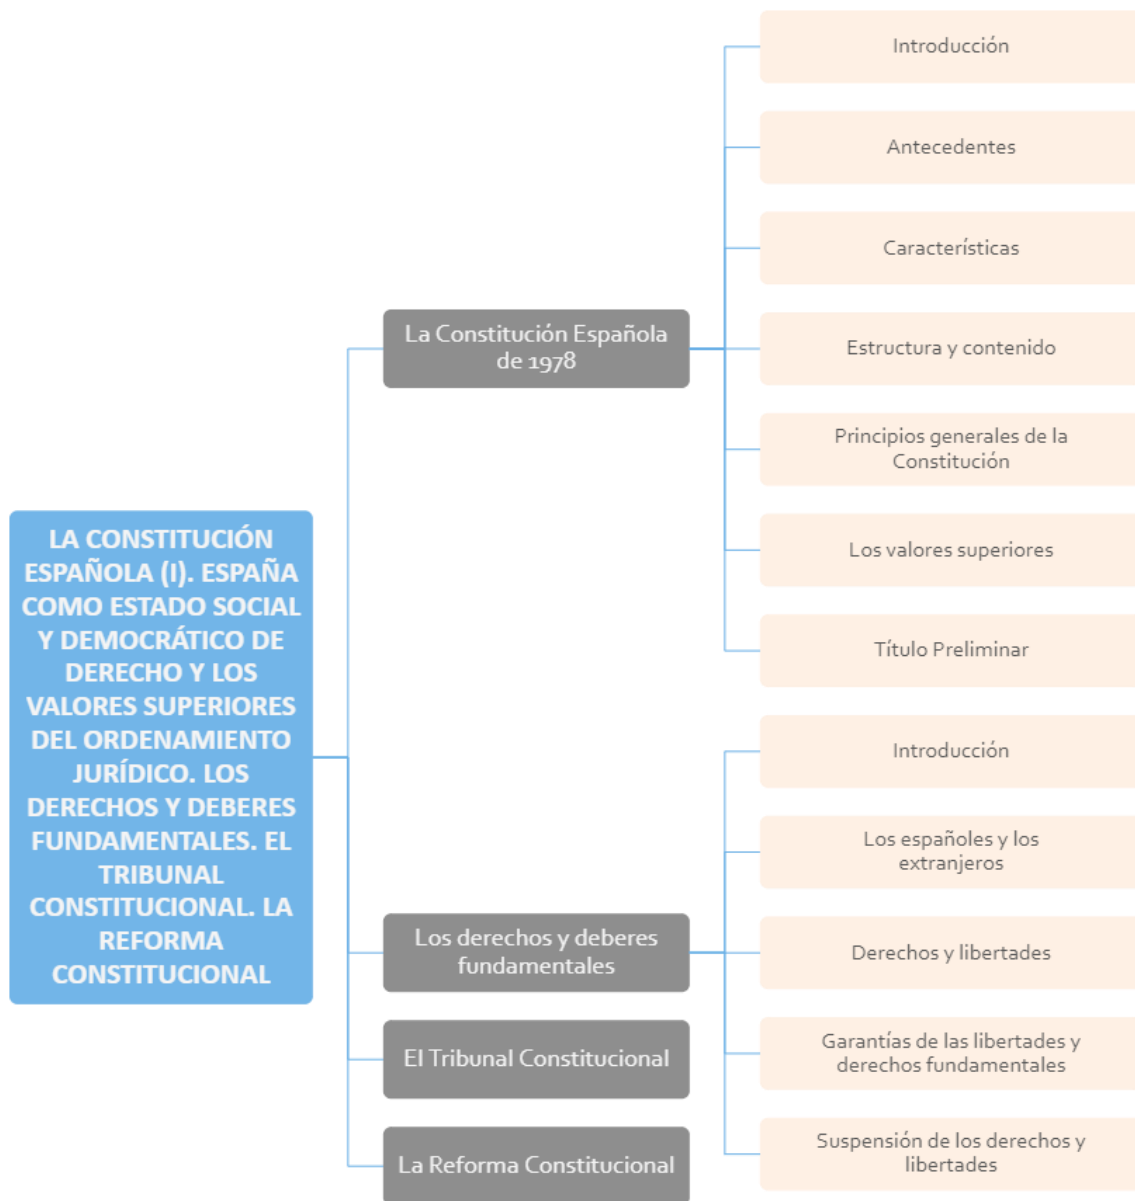 LA CONSTITUCIÓN
ESPAÑOLA (I). ESPAÑA
COMO ESTADO SOCIAL
Y DEMOCRÁTICO DE
DERECHO Y LOS
VALORES SUPERIORES
DEL ORDENAMIENTO
JURÍDICO. LOS
DERECHOS Y DEBERES
FUNDAMENTALES. EL
TRIBUNAL
CONSTITUCIONAL. LA
REFORMA
CONSTITUCIONAL
La Constitución Española
de 1978
Introducción
Antecedentes
Características
Estructura y contenido
Principios generales de la
Constitución
Los valores superiores
Título Preliminar
Los derechos y deberes
fundamentales
Introducción
Los españoles y los
extranjeros
Derechos y libertades
Garantías de las libertades y
derechos fundamentales
Suspensión de los derechos y
libertades
El Tribunal Constitucional
La Reforma Constitucional